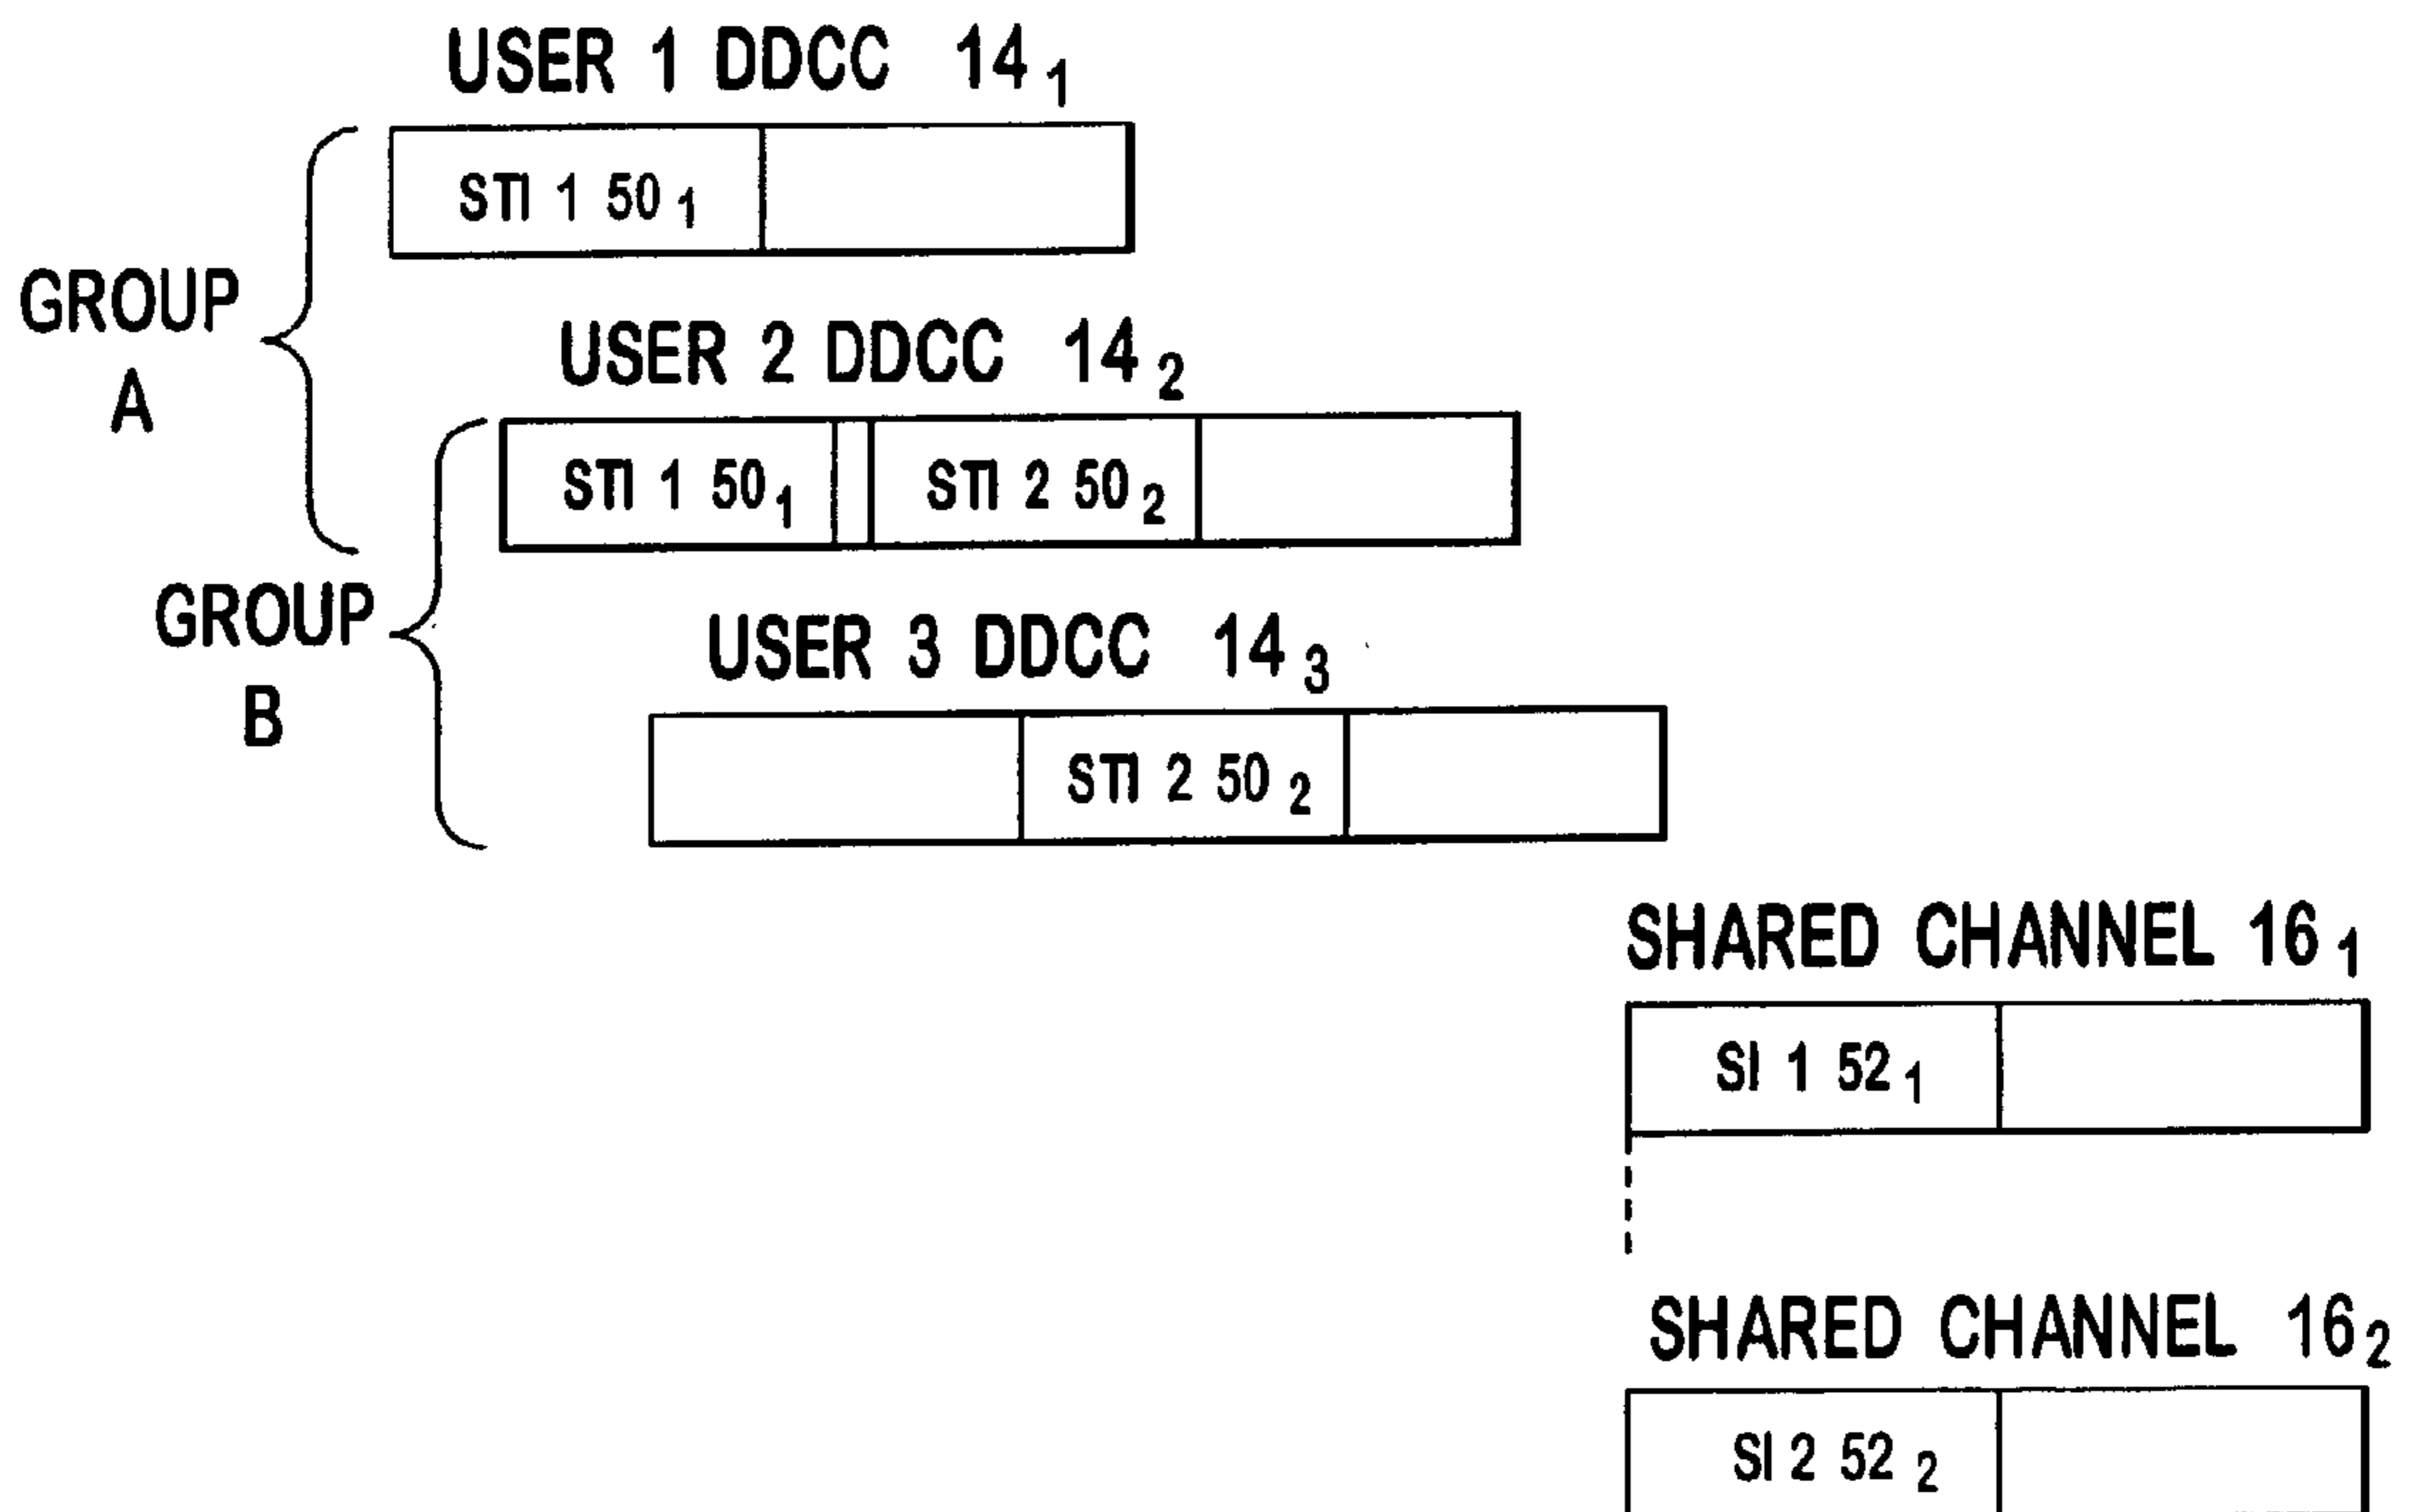 USER 1 DDCC 14 1
STI 1 50 1
GROUP
A
USER 2 DDCC 14 2
STI 1 50 1
STI 2 50 2
GROUP
B
USER 3 DDCC 14 3
STI 2 50 2
SHARED CHANNEL 16 1
SI 1 52 1
SHARED CHANNEL 16 2
SI 2 52 2